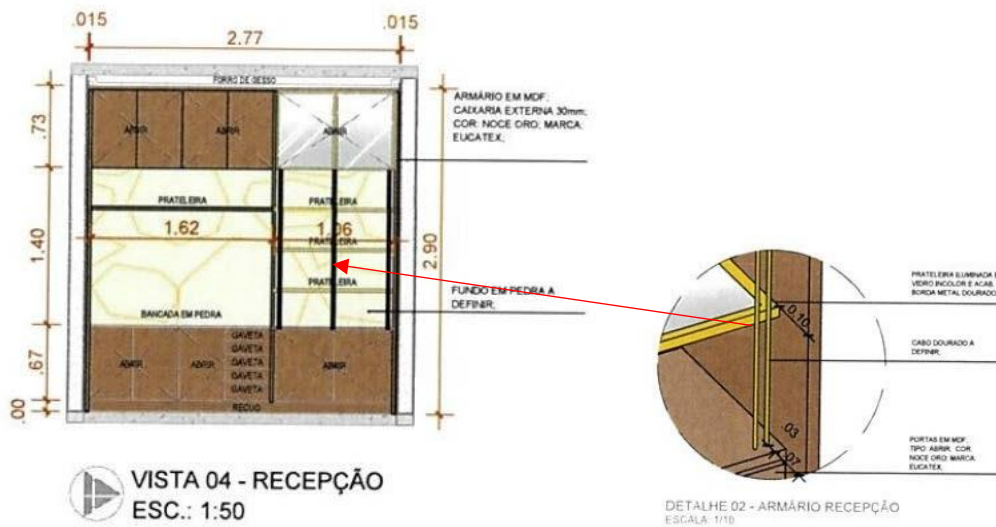 .015
.015
2.77
FORRO DE GESSO
.73
ABRIR
ABRIR
ABRIR
ARMÁRIO EM MDF;
CAIXARIA EXTERNA 30mm;
COR: NOCE ORO; MARCA:
EUCATEX;
1.40
PRATELEIRA
PRATELEIRA
1.62
1.06
PRATELEIRA
PRATELEIRA
2.90
BANCADA EM PEDRA
FUNDO EM PEDRA A
DEFINIR;
.67
GAVETA
GAVETA
ABRIR
ABRIR
GAVETA
ABRIR
GAVETA
GAVETA
.00
RECUO
VISTA 04 - RECEPÇÃO
ESC.: 1:50
PRATELEIRA ILUMINADA
VIDRO INCOLOR E ACAB.
BORDA METAL DOURADO
0.10
CABO DOURADO A
DEFINIR;
.03
.07
PORTAS EM MDF;
TIPO: ABRIR; COR:
NOCE ORO; MARCA:
EUCATEX;
DETALHE 02 - ARMÁRIO RECEPÇÃO
ESCALA: 1/10